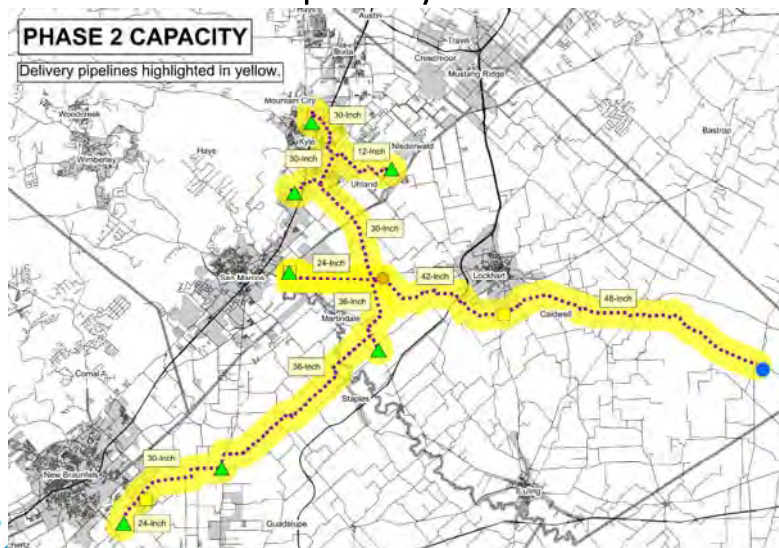 PHASE 2 CAPACITY
Delivery pipelines highlighted in yellow.
Austin
Buda
Travis
Creedmoor
Mustang Ridge
Mountain City
Woodcreek
30-Inch
Kyle
Bastrop
Hays
Niederwald
Wimberley
30-Inch
12-Inch
Uhland
30-Inch
24-Inch
Lockhart
San Marcos
42-Inch
48-Inch
36-Inch
Martindale
Caldwell
36-Inch
Comal
Staples
30-Inch
New Braunfels
Luling
24-Inch
Guadalupe